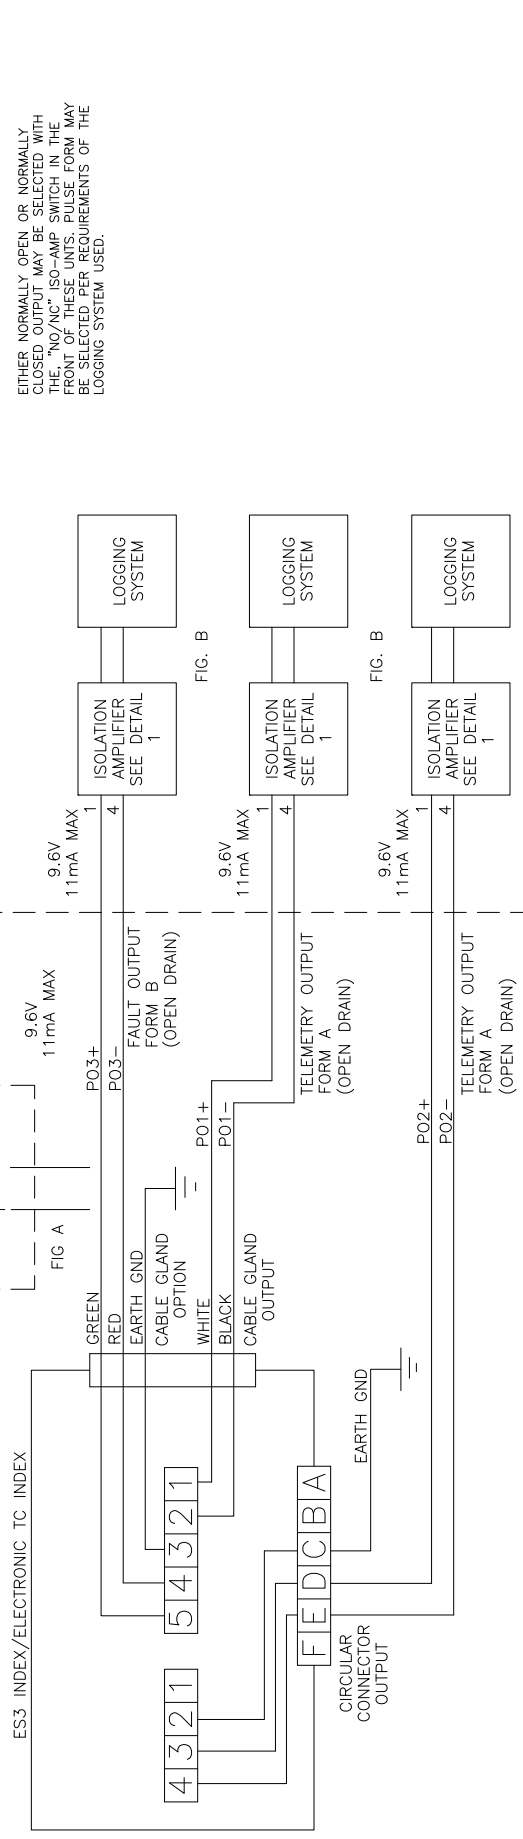 EITHER NORMALLY OPEN OR NORMALLY
CLOSED OUTPUT MAY BE SELECTED WITH
THE, "NO/NC" ISO-AMP SWITCH IN THE
FRONT OF THESE UNTS. PULSE FORM MAY
BE SELECTED PER REQUIREMENTS OF THE
LOGGING SYSTEM USED.
ES3 INDEX/ELECTRONIC TC INDEX
FIG A
9.6V
11mA MAX
GREEN
RED
EARTH GND
CABLE GLAND
OPTION
WHITE
BLACK
CABLE GLAND
OUTPUT
PO3+
PO3-
FAULT OUTPUT
FORM B
(OPEN DRAIN)
9.6V
11mA MAX
1
4
ISOLATION
AMPLIFIER
SEE DETAIL
1
LOGGING
SYSTEM
FIG. B
5 4 3 2 1
4 3 2 1
PO1+
PO1-
TELEMETRY OUTPUT
FORM A
(OPEN DRAIN)
9.6V
11mA MAX
1
4
ISOLATION
AMPLIFIER
SEE DETAIL
1
LOGGING
SYSTEM
FIG. B
F E D C B A
CIRCULAR
CONNECTOR
OUTPUT
EARTH GND
PO2+
PO2-
TELEMETRY OUTPUT
FORM A
(OPEN DRAIN)
9.6V
11mA MAX
1
4
ISOLATION
AMPLIFIER
SEE DETAIL
1
LOGGING
SYSTEM